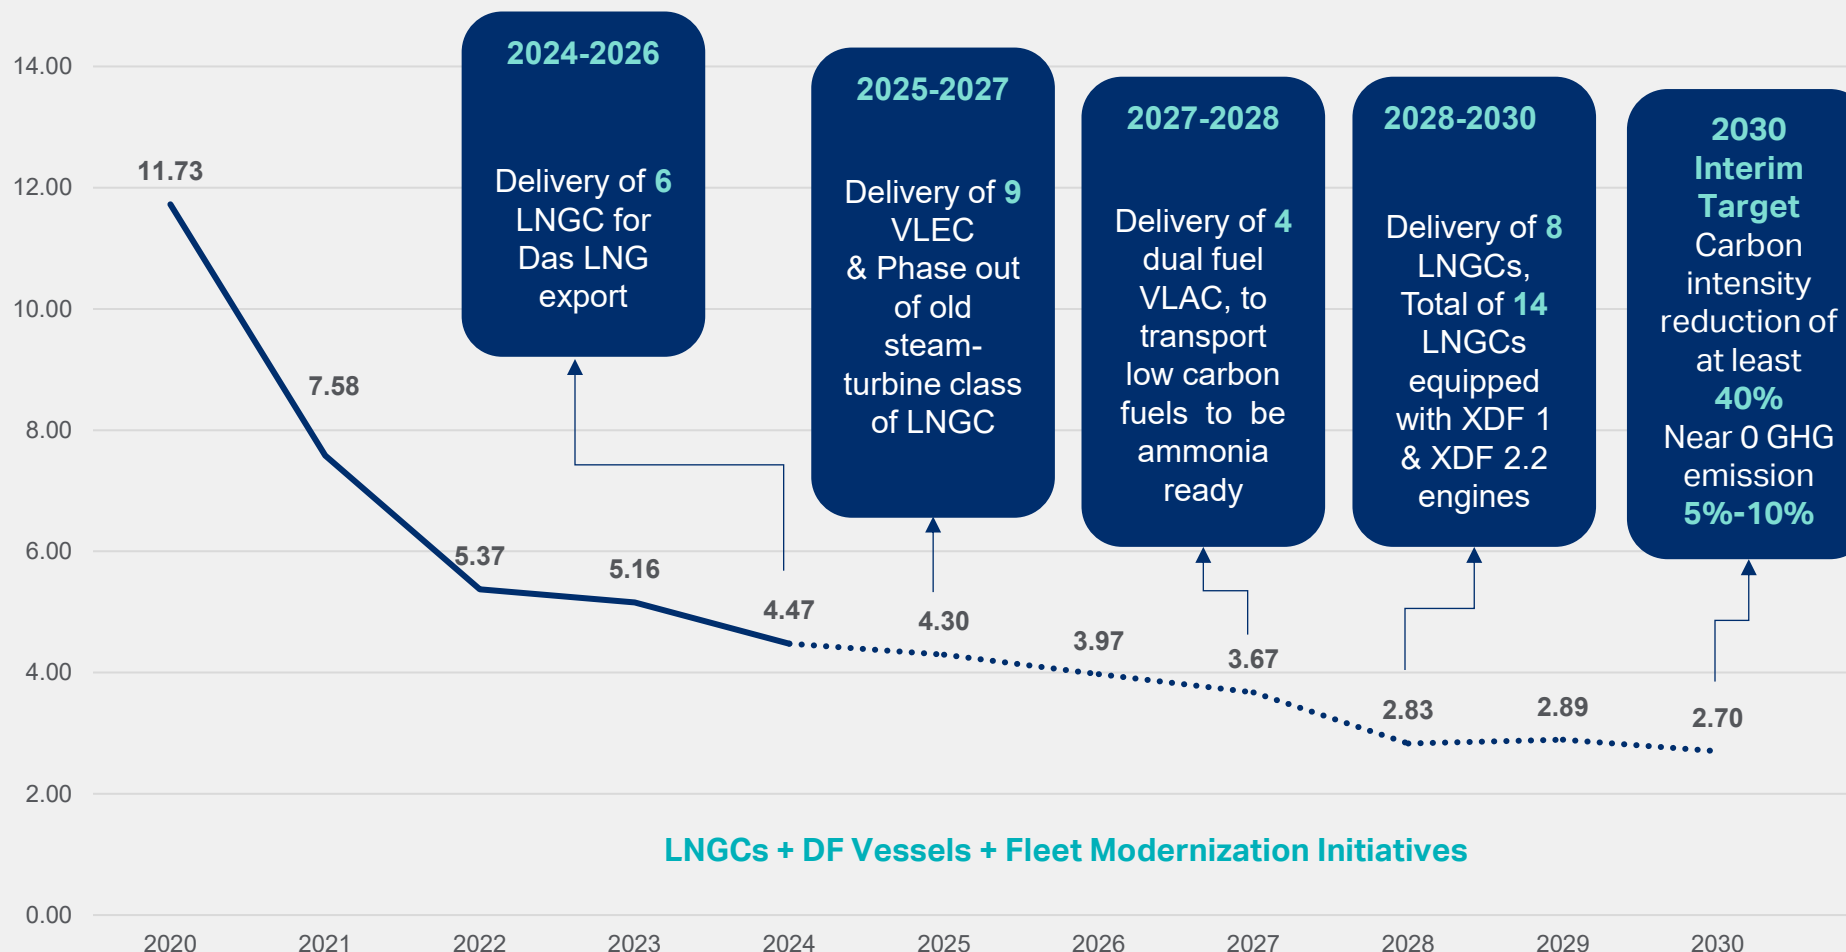 14.00
12.00
10.00
8.00
6.00
4.00
2.00
0.00
11.73
7.58
5.37
5.16
4.47
4.30
3.97
3.67
2.83
2.89
2.70
2024-2026
Delivery of 6
LNGC for
Das LNG
export
2025-2027
Delivery of 9
VLEC
& Phase out
of old
steam-
turbine class
of LNGC
2027-2028
Delivery of 4
dual fuel
VLAC, to
transport
low carbon
fuels to be
ammonia
ready
2028-2030
Delivery of 8
LNGCs,
Total of 14
LNGCs
equipped
with XDF 1
& XDF 2.2
engines
2030
Interim
Target
Carbon
intensity
reduction of
at least
40%
Near 0 GHG
emission
5%-10%
LNGCs + DF Vessels + Fleet Modernization Initiatives
2020
2021
2022
2023
2024
2025
2026
2027
2028
2029
2030